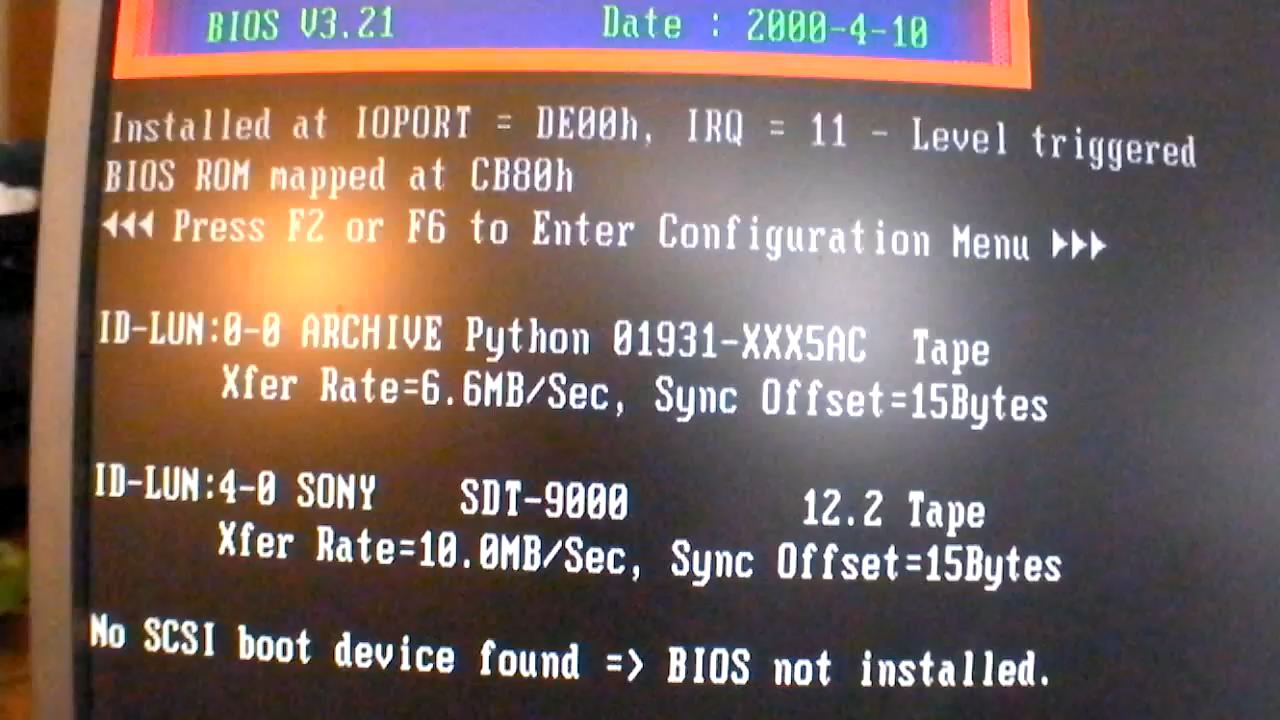 BIOS V3.21 Date : 2000-4-10
Installed at IOPORT = DE00h, IRQ = 11 - Level triggered
BIOS ROM mapped at CB80h
◄◄◄ Press F2 or F6 to Enter Configuration Menu ►►►
ID-LUN:0-0 ARCHIVE Python 01931-XXX5AC Tape
Xfer Rate=6.6MB/Sec, Sync Offset=15Bytes
ID-LUN:4-0 SONY SDT-9000 12.2 Tape
Xfer Rate=10.0MB/Sec, Sync Offset=15Bytes
No SCSI boot device found => BIOS not installed.